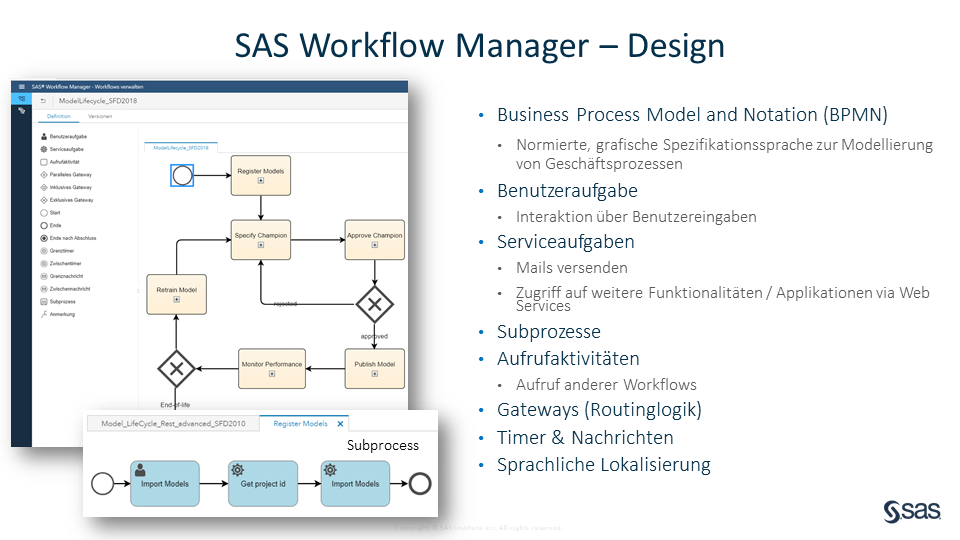 SAS Workflow Manager – Design
SAS® Workflow Manager - Workflows verwalten
ModelLifecycle_SFD2018
Definition
Versionen
Benutzeraufgabe
Serviceaufgabe
Aufrufaktivität
Paralleles Gateway
Inklusives Gateway
Exklusives Gateway
Start
Ende
Ende nach Abschluss
Grenztimer
Zwischentimer
Grenznachricht
Zwischennachricht
Subprozess
Anmerkung
ModelLifecycle_SFD2018
Register Models
Specify Champion
Approve Champion
Retrain Model
rejected
approved
Monitor Performance
Publish Model
End-of-life
Model_LifeCycle_Rest_advanced_SFD2010
Register Models
Subprocess
Import Models
Get project id
Import Models
• Business Process Model and Notation (BPMN)
• Normierte, grafische Spezifikationssprache zur Modellierung
von Geschäftsprozessen
• Benutzeraufgabe
• Interaktion über Benutzereingaben
• Serviceaufgaben
• Mails versenden
• Zugriff auf weitere Funktionalitäten / Applikationen via Web
Services
• Subprozesse
• Aufrufaktivitäten
• Aufruf anderer Workflows
• Gateways (Routinglogik)
• Timer & Nachrichten
• Sprachliche Lokalisierung
Copyright © SAS Institute Inc. All rights reserved.
sas